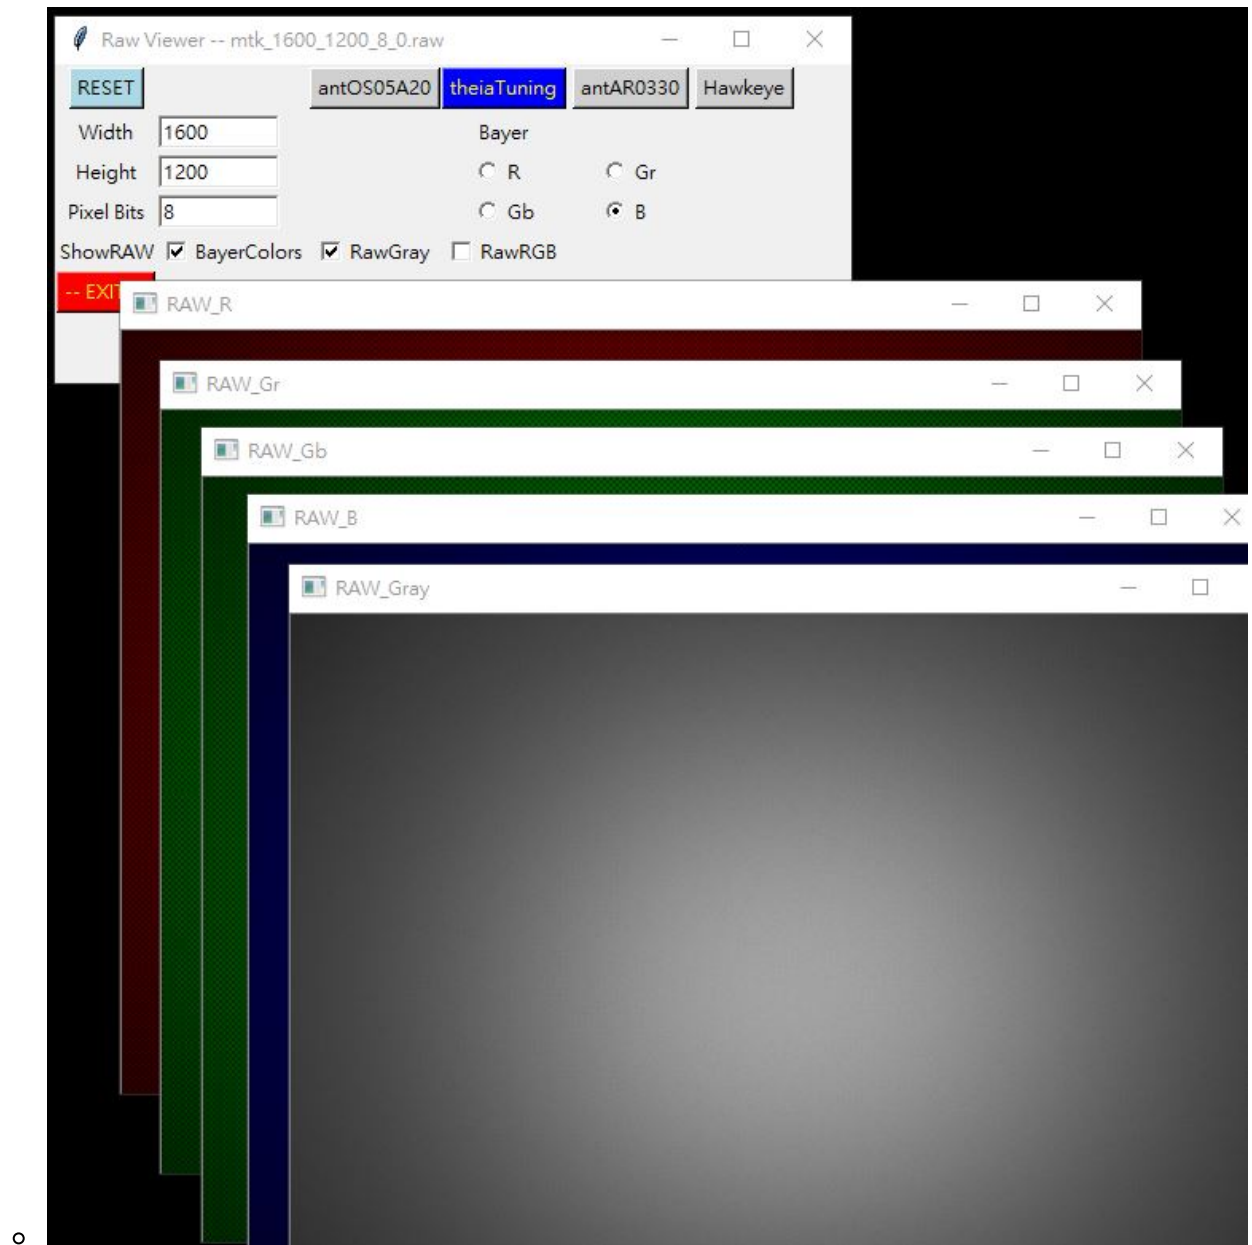 Raw Viewer -- mtk_1600_1200_8_0.raw
RESET antOS05A20 theiaTuning antAR0330 Hawkeye
Width 1600 Bayer
Height 1200 R Gr
Pixel Bits 8 Gb B
ShowRAW BayerColors RawGray RawRGB
-- EXIT
RAW_R
RAW_Gr
RAW_Gb
RAW_B
RAW_Gray